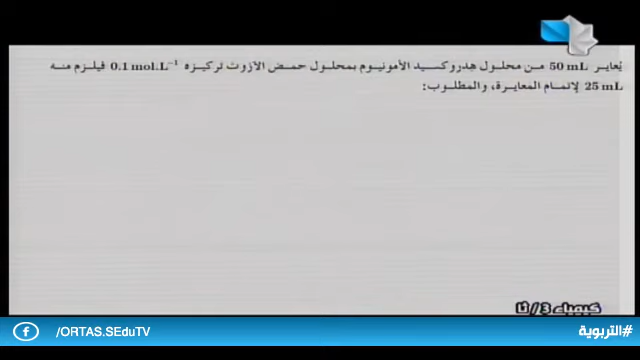 يُعاير 50 mL من محلول هدروكسيد الأمونيوم بمحلول حمض الآزوت تركيزه 0.1 mol.L⁻¹ فيلزم منه
25 mL لإتمام المعايرة، والمطلوب:
كيمياء 3/ ثا
/ORTAS.SEduTV
#التربوية